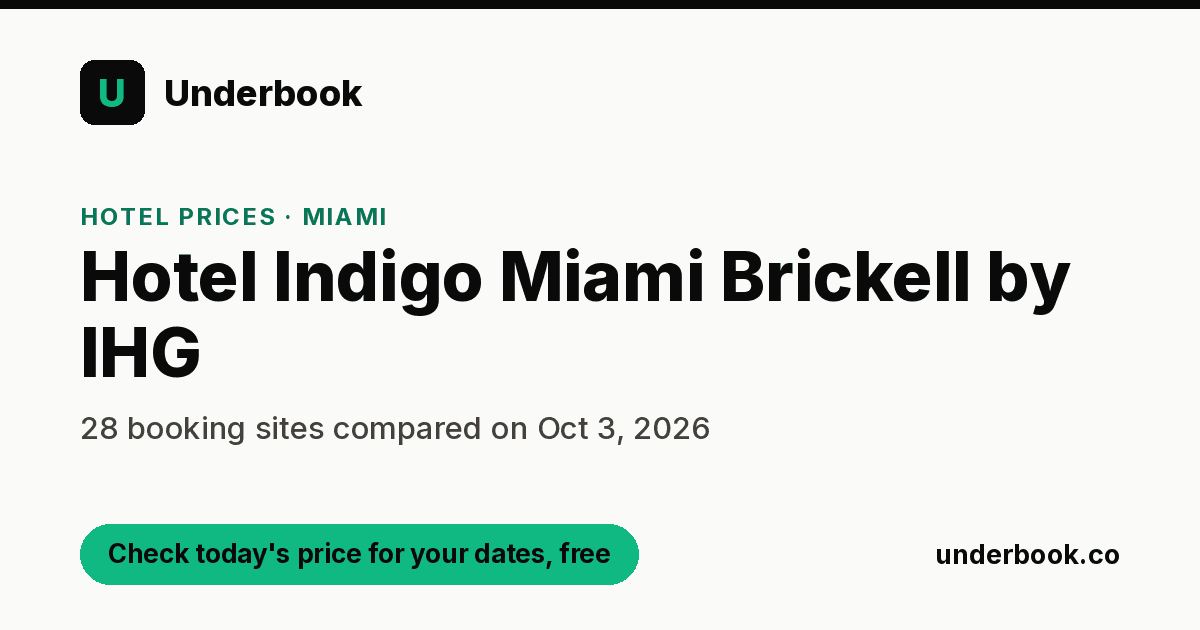 U
Underbook
HOTEL PRICES · MIAMI
Hotel Indigo Miami Brickell by
IHG
28 booking sites compared on Oct 3, 2026
Check today's price for your dates, free
underbook.co